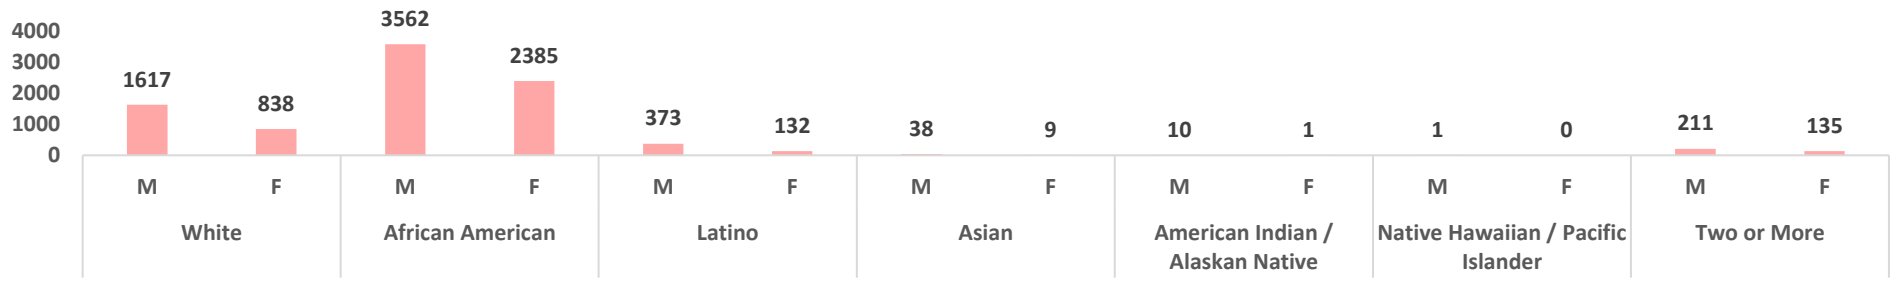 4000
3000
2000
1000
0
1617
838
3562
2385
373
132
38
9
10
1
1
0
211
135
M
F
M
F
M
F
M
F
M
F
M
F
M
F
White
African American
Latino
Asian
American Indian /
Alaskan Native
Native Hawaiian / Pacific
Islander
Two or More